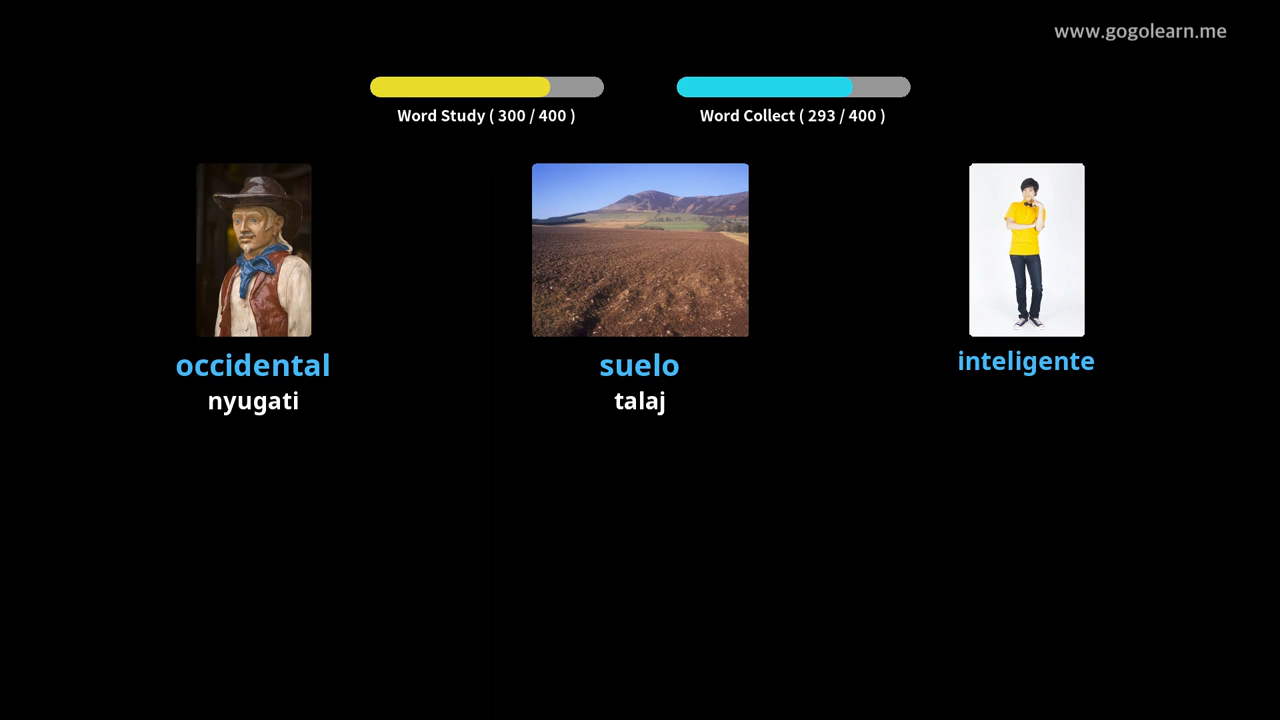 www.gogolearn.me
Word Study ( 300 / 400 )
Word Collect ( 293 / 400 )
occidental
nyugati
suelo
talaj
inteligente